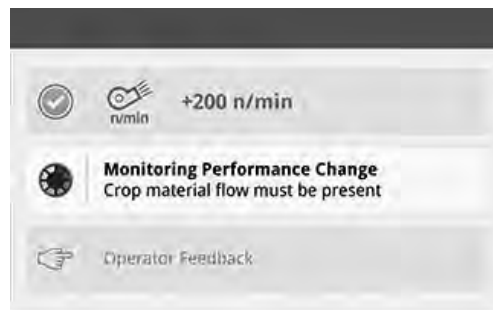 +200 n/min
n/min
Monitoring Performance Change
Crop material flow must be present
Operator Feedback